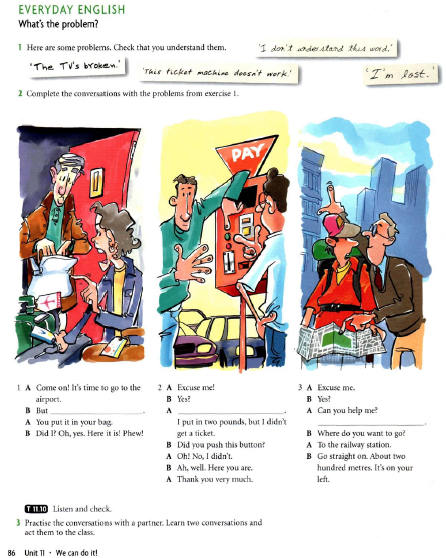 EVERYDAY ENGLISH
What's the problem?
1 Here are some problems. Check that you understand them.
'I don't understand this word.'
'The TV's broken.'
'This ticket machine doesn't work.'
'I'm lost.'
2 Complete the conversations with the problems from exercise 1.
PAY
1 A Come on! It's time to go to the
airport.
B But ____________________.
A You put it in your bag.
B Did I? Oh, yes. Here it is! Phew!
2 A Excuse me!
B Yes?
A ____________________.
I put in two pounds, but I didn't
get a ticket.
B Did you push this button?
A Oh! No, I didn't.
B Ah, well. Here you are.
A Thank you very much.
3 A Excuse me.
B Yes?
A Can you help me?
____________________.
B Where do you want to go?
A To the railway station.
B Go straight on. About two
hundred metres. It's on your
left.
T 11.10 Listen and check.
3 Practise the conversations with a partner. Learn two conversations and
act them to the class.
86 Unit 11 • We can do it!